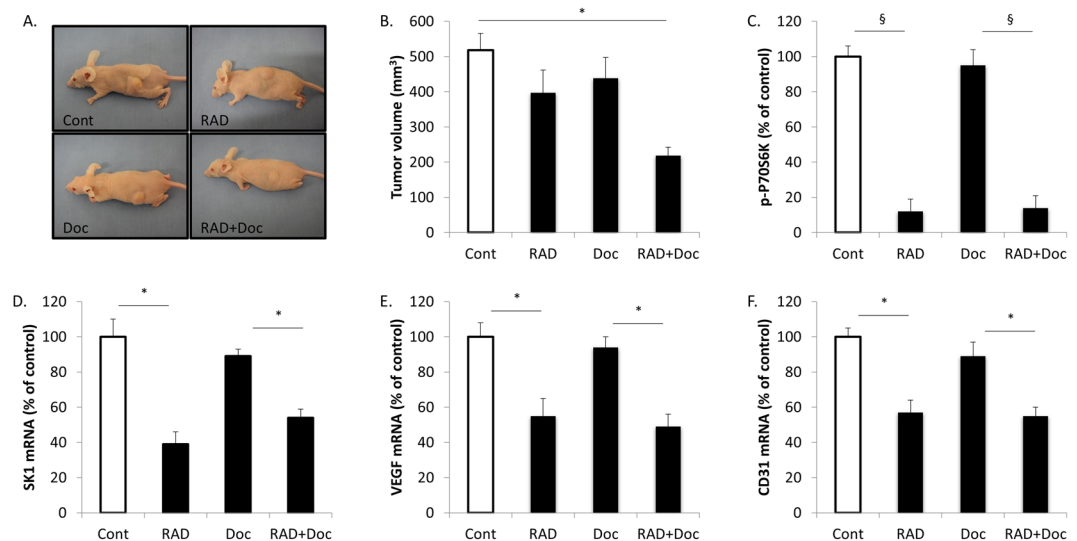 A.
Cont
RAD
Doc
RAD+Doc
B.
Tumor volume (mm³)
600
500
400
300
200
100
0
*
Cont
RAD
Doc
RAD+Doc
C.
p-P70S6K (% of control)
120
100
80
60
40
20
0
§
§
Cont
RAD
Doc
RAD+Doc
D.
SK1 mRNA (% of control)
120
100
80
60
40
20
0
*
*
Cont
RAD
Doc
RAD+Doc
E.
VEGF mRNA (% of control)
120
100
80
60
40
20
0
*
*
Cont
RAD
Doc
RAD+Doc
F.
CD31 mRNA (% of control)
120
100
80
60
40
20
0
*
*
Cont
RAD
Doc
RAD+Doc